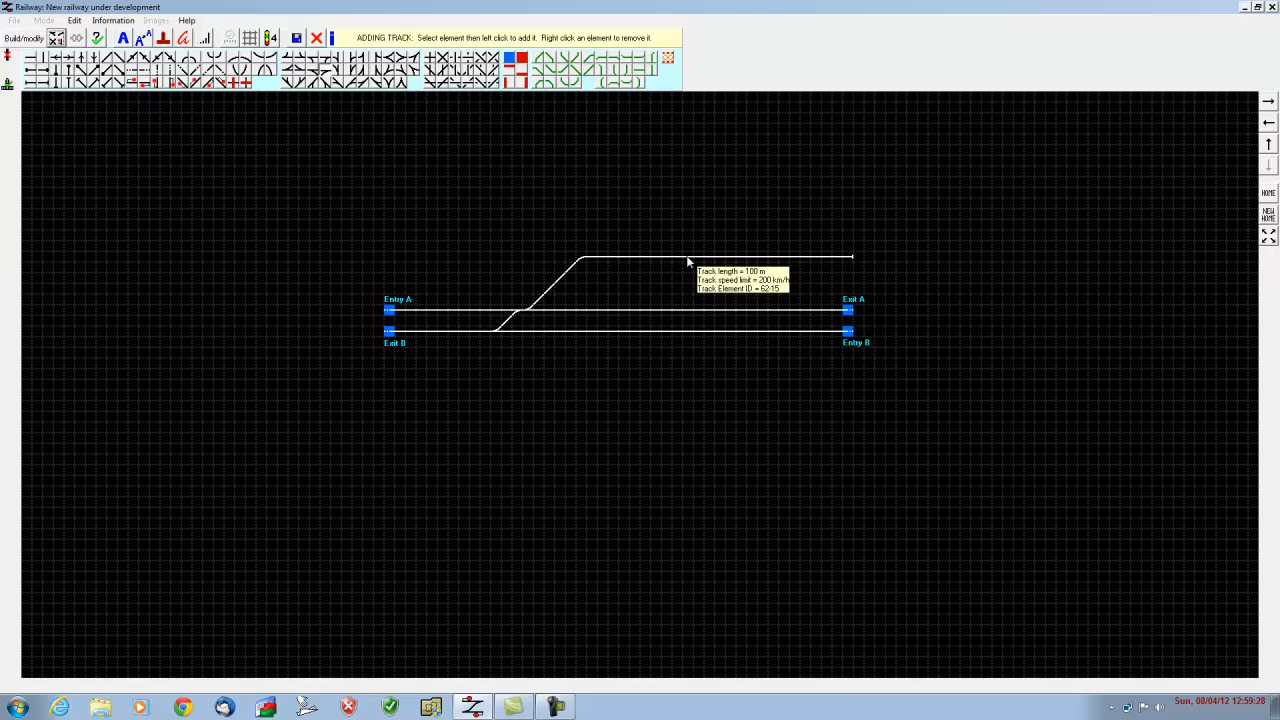 Railway: New railway under development
File Mode Edit Information Images Help
Build/modify
ADDING TRACK: Select element then left click to add it. Right click an element to remove it.
HOME
NEW HOME
Track length = 100 m
Track speed limit = 200 km/h
Track Element ID = 62-15
Entry A
Exit A
Exit B
Entry B
Sun, 08/04/12 12:59:28